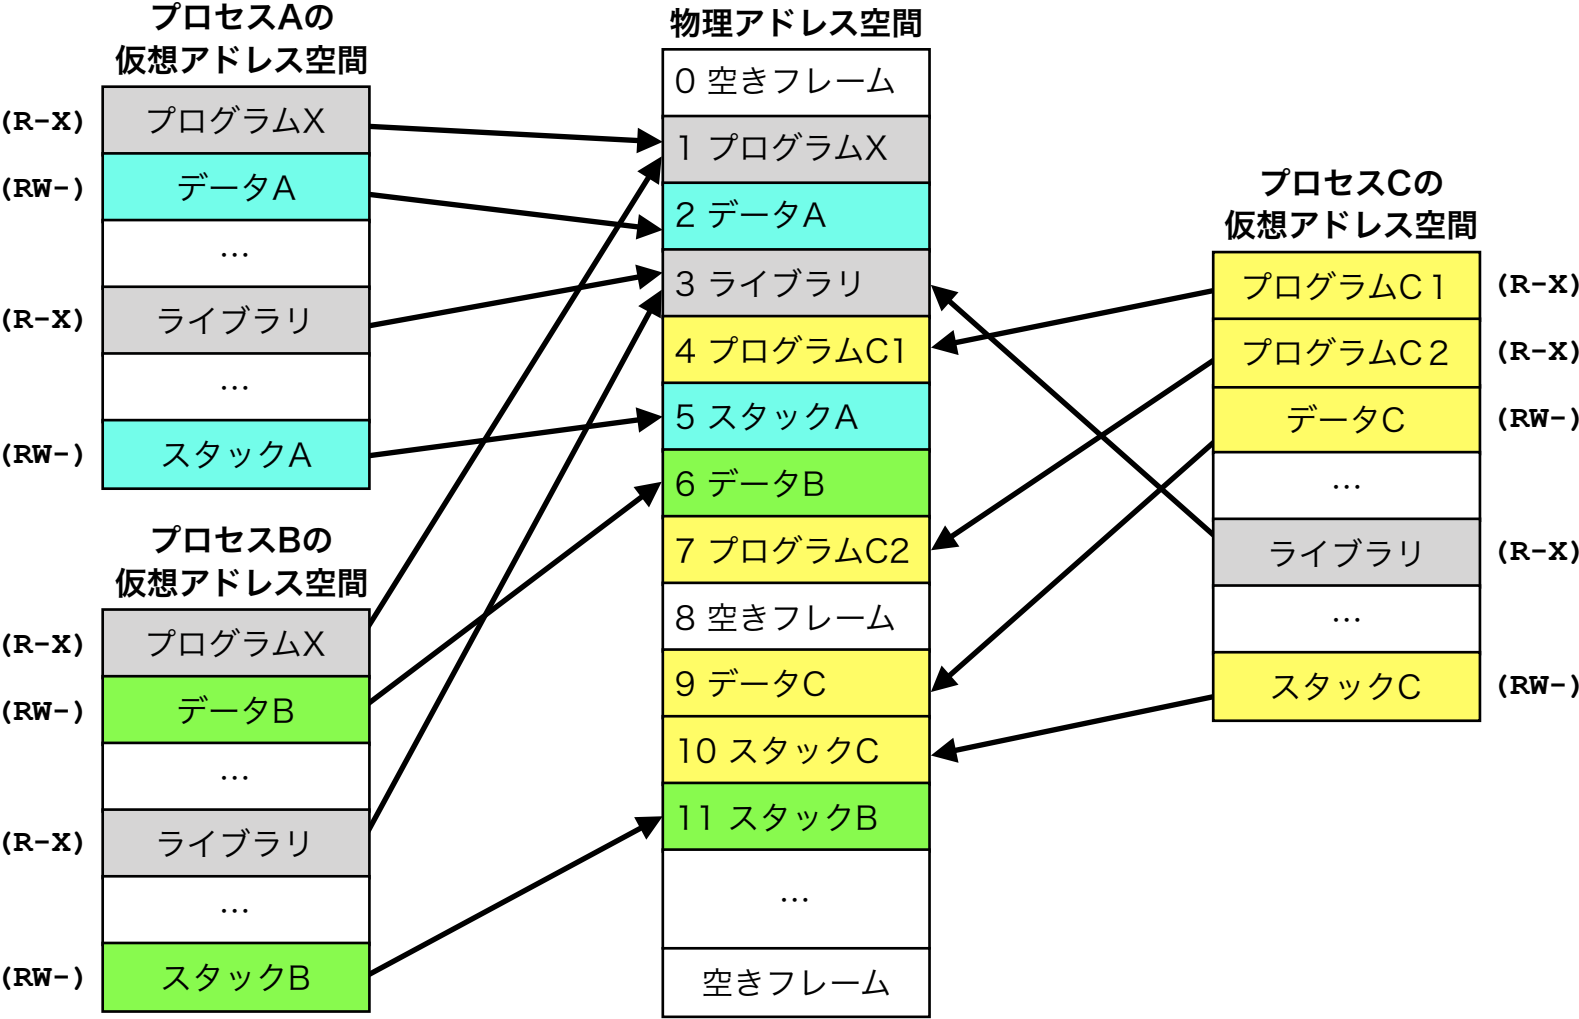 プロセスAの
仮想アドレス空間
(R-X) プログラムX
(RW-) データA
…
(R-X) ライブラリ
…
(RW-) スタックA
プロセスBの
仮想アドレス空間
(R-X) プログラムX
(RW-) データB
…
(R-X) ライブラリ
…
(RW-) スタックB
物理アドレス空間
0 空きフレーム
1 プログラムX
2 データA
3 ライブラリ
4 プログラムC1
5 スタックA
6 データB
7 プログラムC2
8 空きフレーム
9 データC
10 スタックC
11 スタックB
…
空きフレーム
プロセスCの
仮想アドレス空間
プログラムC１ (R-X)
プログラムC２ (R-X)
データC (RW-)
…
ライブラリ (R-X)
…
スタックC (RW-)